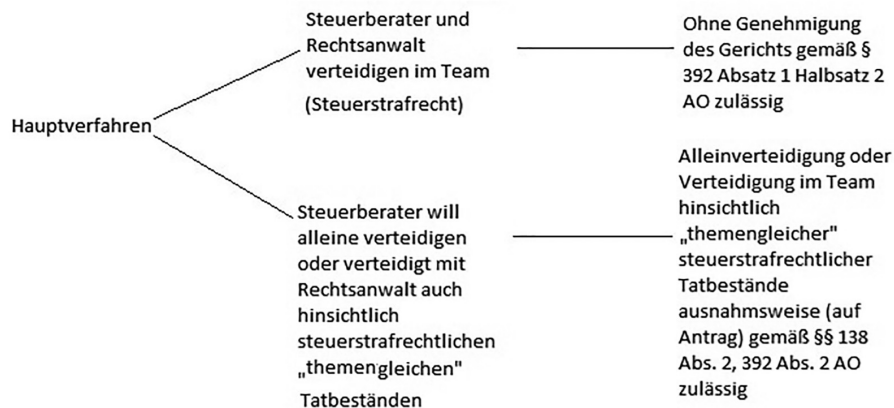 Hauptverfahren
Steuerberater und
Rechtsanwalt
verteidigen im Team
(Steuerstrafrecht)
Ohne Genehmigung
des Gerichts gemäß §
392 Absatz 1 Halbsatz 2
AO zulässig
Steuerberater will
alleine verteidigen
oder verteidigt mit
Rechtsanwalt auch
hinsichtlich
steuerstrafrechtlichen
„themengleichen"
Tatbeständen
Alleinverteidigung oder
Verteidigung im Team
hinsichtlich
„themengleicher"
steuerstrafrechtlicher
Tatbestände
ausnahmsweise (auf
Antrag) gemäß §§ 138
Abs. 2, 392 Abs. 2 AO
zulässig